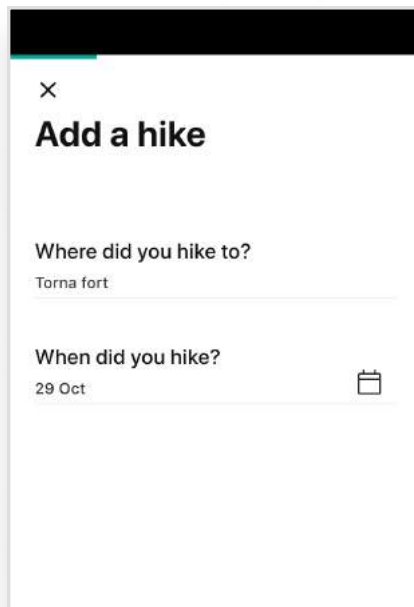 Add a hike
Where did you hike to?
Torna fort
When did you hike?
29 Oct